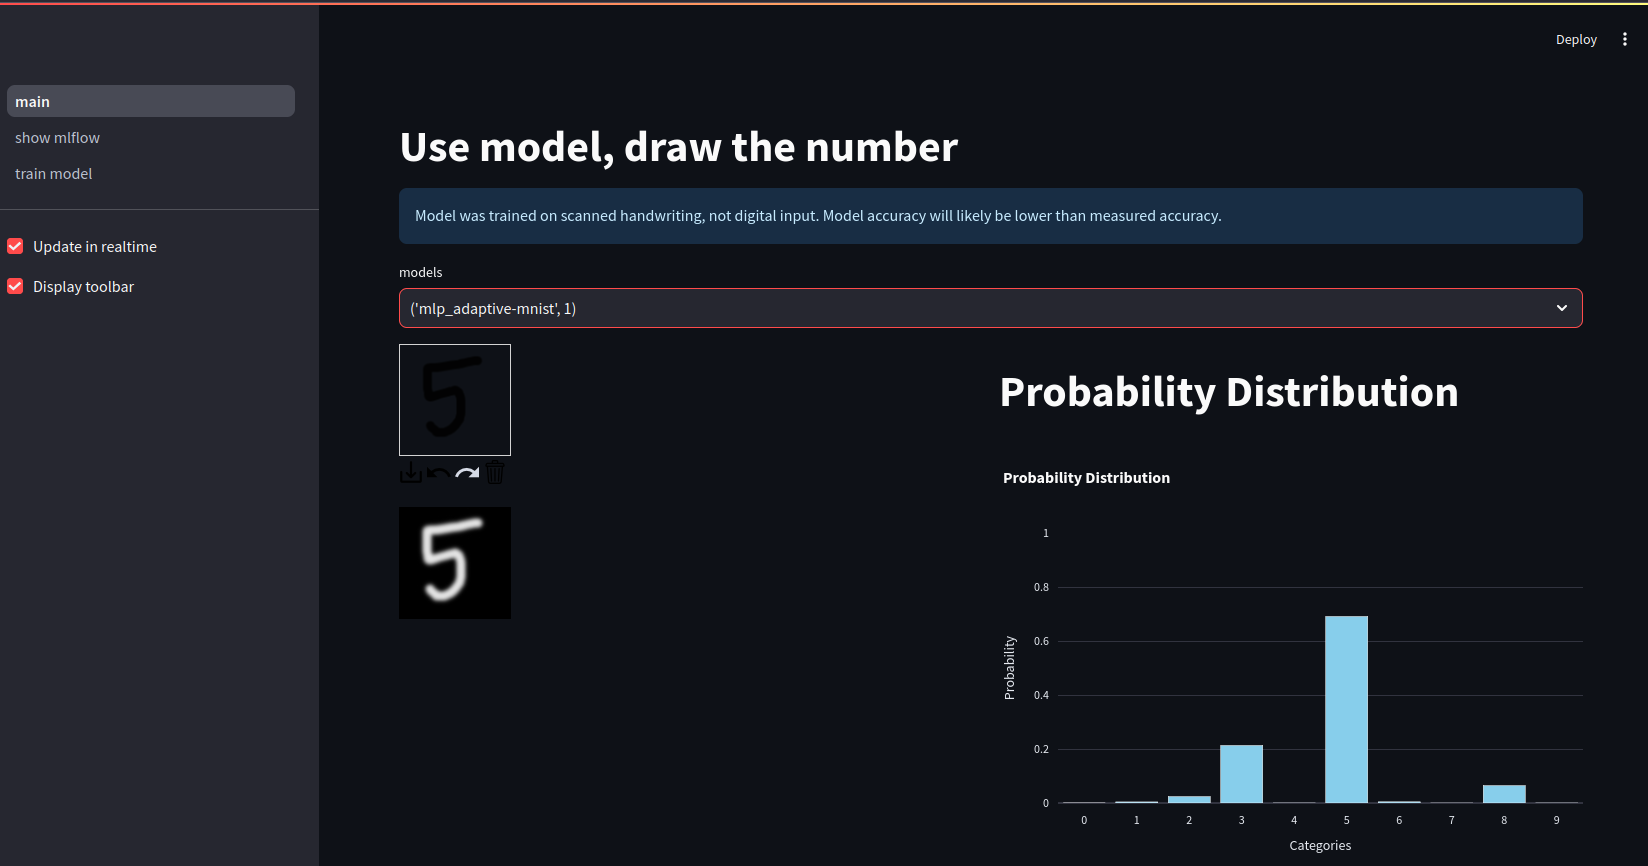 Deploy
main
show mlflow
train model
Update in realtime
Display toolbar
Use model, draw the number
Model was trained on scanned handwriting, not digital input. Model accuracy will likely be lower than measured accuracy.
models
('mlp_adaptive-mnist', 1)
5
5
Probability Distribution
Probability Distribution
1
0.8
0.6
0.4
0.2
0
Probability
0 1 2 3 4 5 6 7 8 9
Categories